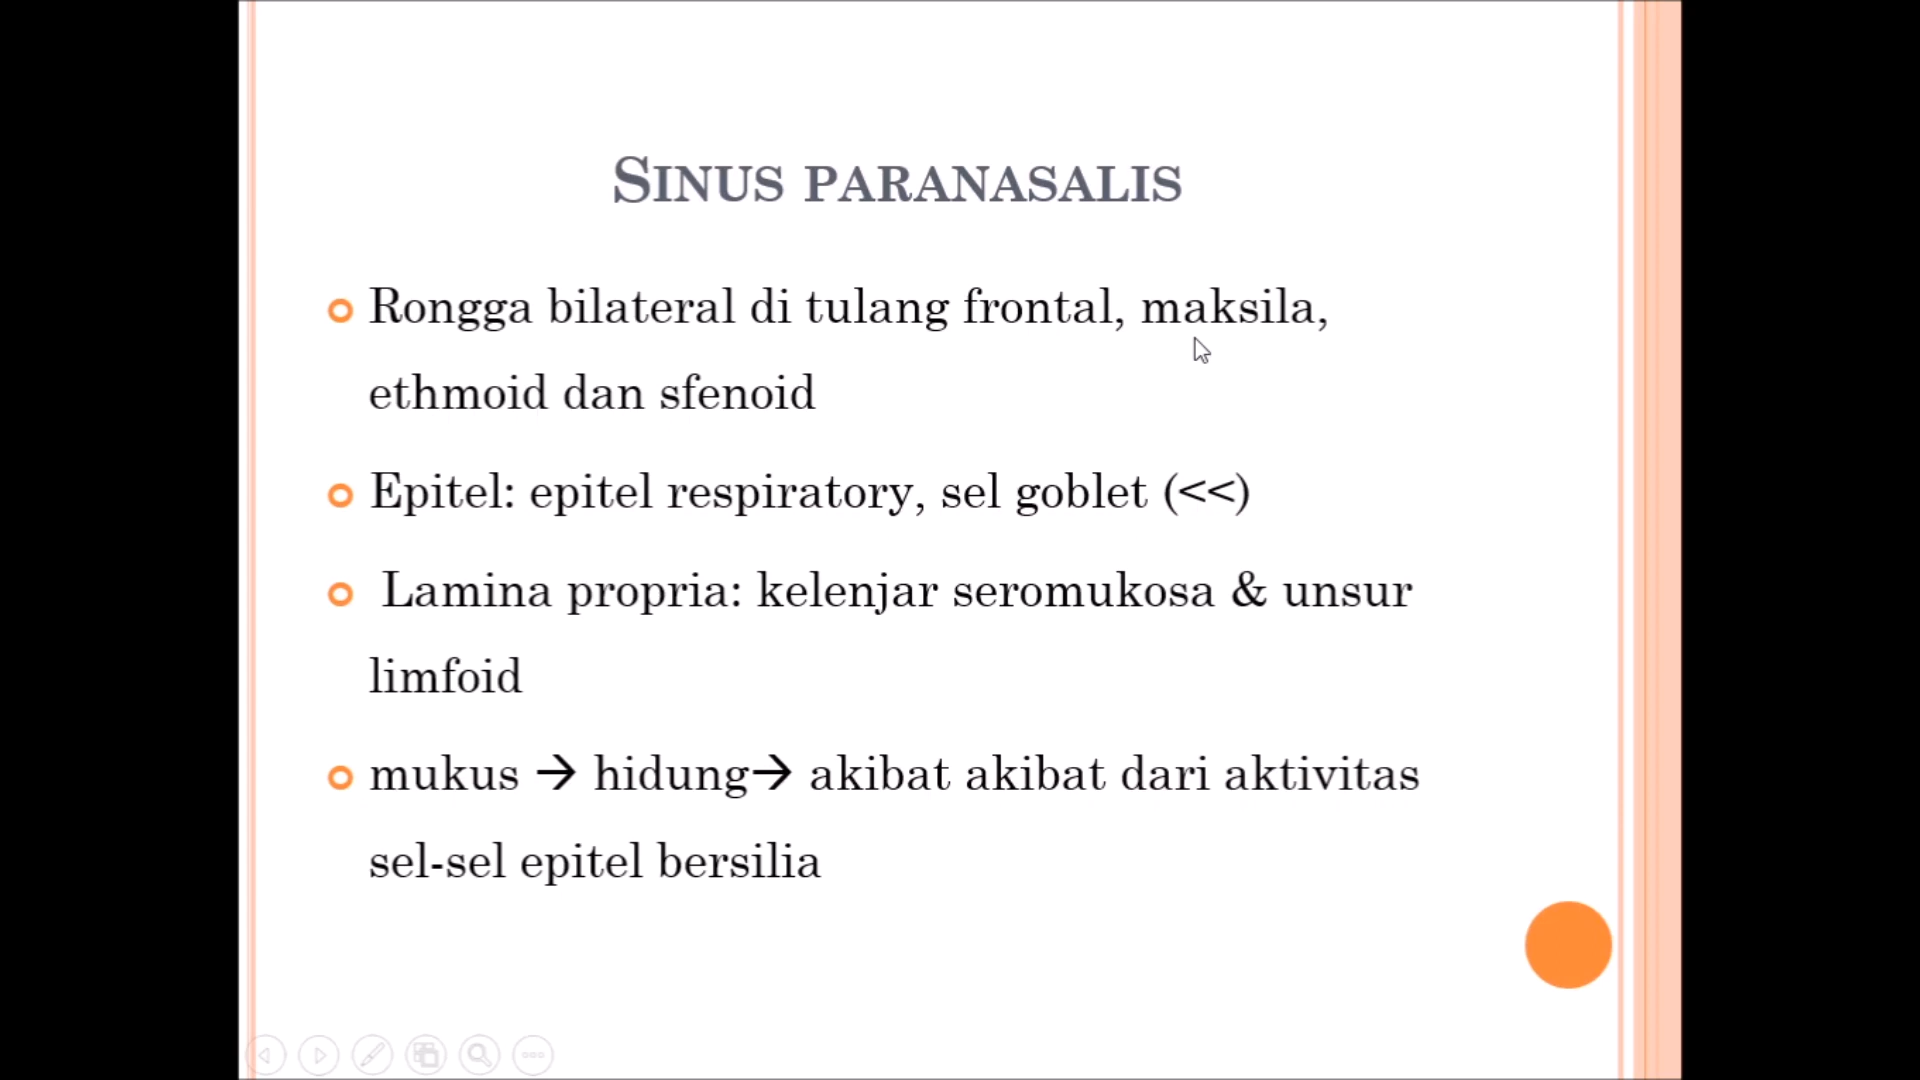 SINUS PARANASALIS
Rongga bilateral di tulang frontal, maksila,
ethmoid dan sfenoid
Epitel: epitel respiratory, sel goblet (<<)
Lamina propria: kelenjar seromukosa & unsur
limfoid
mukus → hidung→ akibat akibat dari aktivitas
sel-sel epitel bersilia